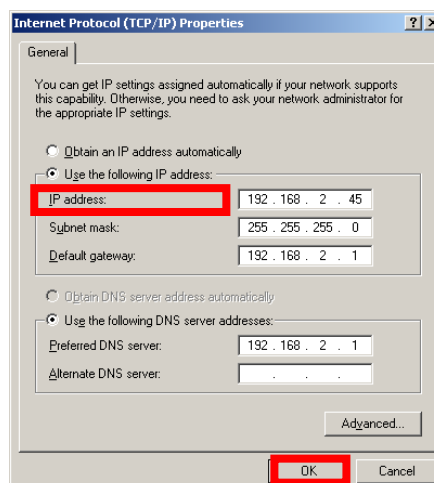 Internet Protocol (TCP/IP) Properties
General
You can get IP settings assigned automatically if your network supports
this capability. Otherwise, you need to ask your network administrator for
the appropriate IP settings.
Obtain an IP address automatically
Use the following IP address:
IP address: 192 . 168 . 2 . 45
Subnet mask: 255 . 255 . 255 . 0
Default gateway: 192 . 168 . 2 . 1
Obtain DNS server address automatically
Use the following DNS server addresses:
Preferred DNS server: 192 . 168 . 2 . 1
Alternate DNS server: . . .
Advanced...
OK Cancel